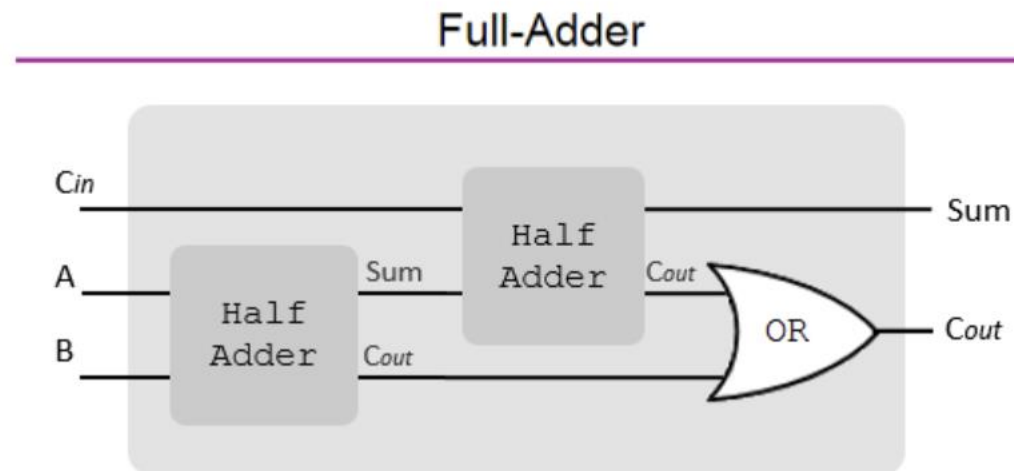 Full-Adder
Cin
Sum
Half
Adder
A
Sum
Cout
Half
Adder
OR
Cout
B
Cout